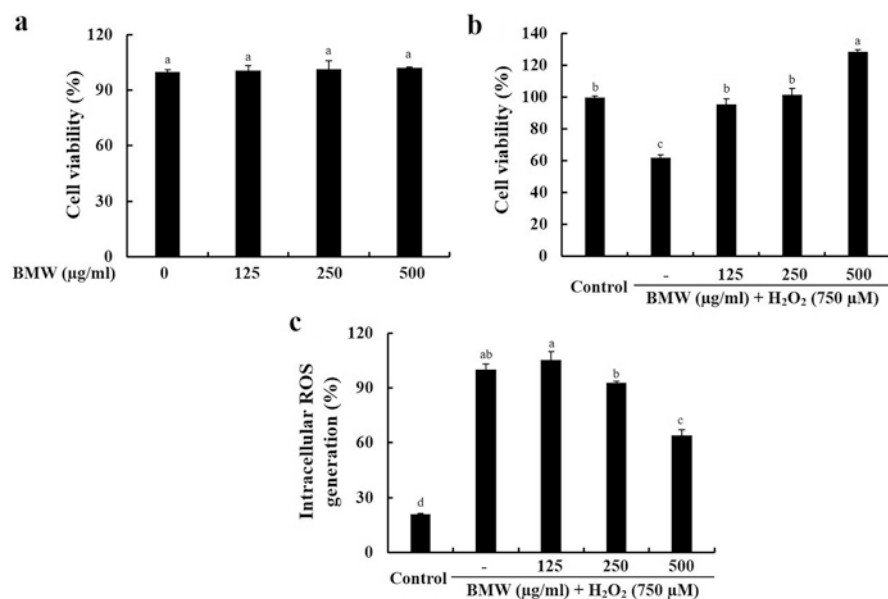 a
120
90
60
30
0
Cell viability (%)
a a a a
BMW (µg/ml) 0 125 250 500
b
140
120
100
80
60
40
20
0
Cell viability (%)
b c b b a
Control - 125 250 500
BMW (µg/ml) + H₂O₂ (750 µM)
c
120
90
60
30
0
Intracellular ROS
generation (%)
d ab a b c
Control - 125 250 500
BMW (µg/ml) + H₂O₂ (750 µM)